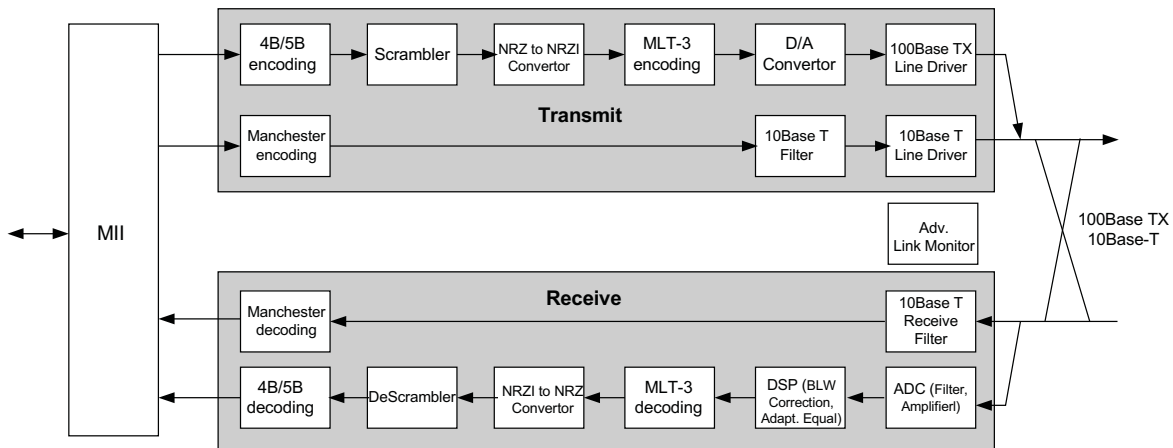 4B/5B
encoding
Scrambler
NRZ to NRZI
Convertor
MLT-3
encoding
D/A
Convertor
100Base TX
Line Driver
Transmit
Manchester
encoding
10Base T
Filter
10Base T
Line Driver
MII
Adv.
Link Monitor
100Base TX
10Base-T
Receive
Manchester
decoding
10Base T
Receive
Filter
4B/5B
decoding
DeScrambler
NRZI to NRZ
Convertor
MLT-3
decoding
DSP (BLW
Correction,
Adapt. Equal)
ADC (Filter,
Amplifierl)